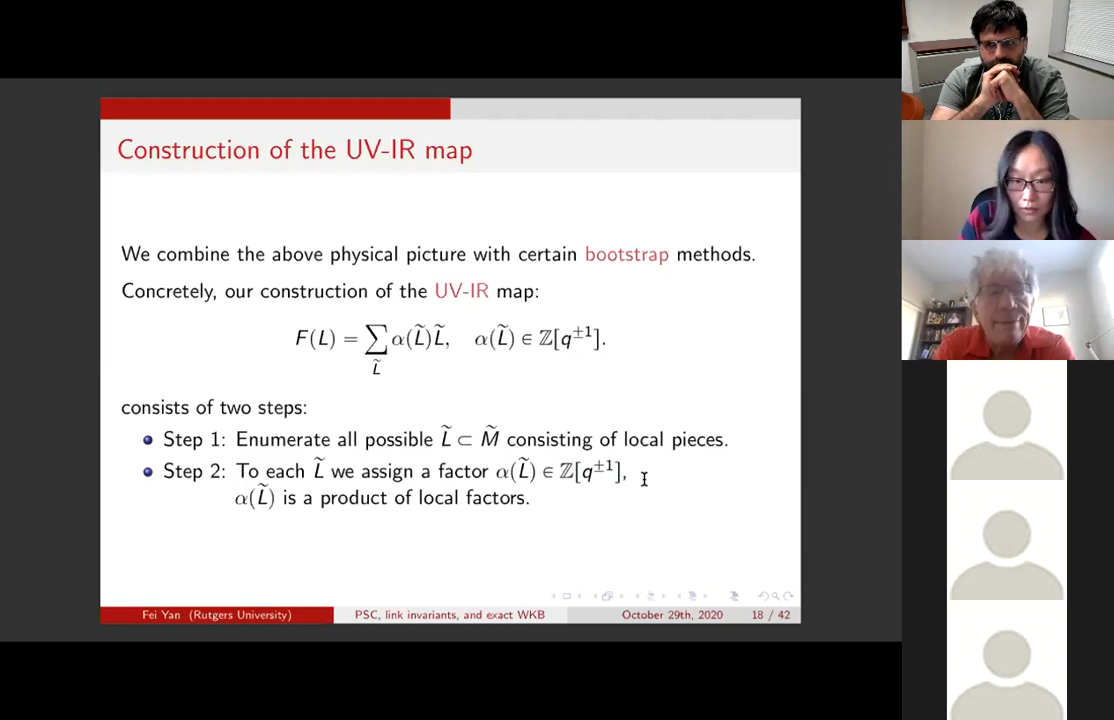 Construction of the UV-IR map
We combine the above physical picture with certain bootstrap methods.
Concretely, our construction of the UV-IR map:
F(L) = ∑ α(L̃)L̃, α(L̃) ∈ ℤ[q±1].
L̃
consists of two steps:
Step 1: Enumerate all possible L̃ ⊂ M̃ consisting of local pieces.
Step 2: To each L̃ we assign a factor α(L̃) ∈ ℤ[q±1],
α(L̃) is a product of local factors.
Fei Yan (Rutgers University) PSC, link invariants, and exact WKB October 29th, 2020 18 / 42